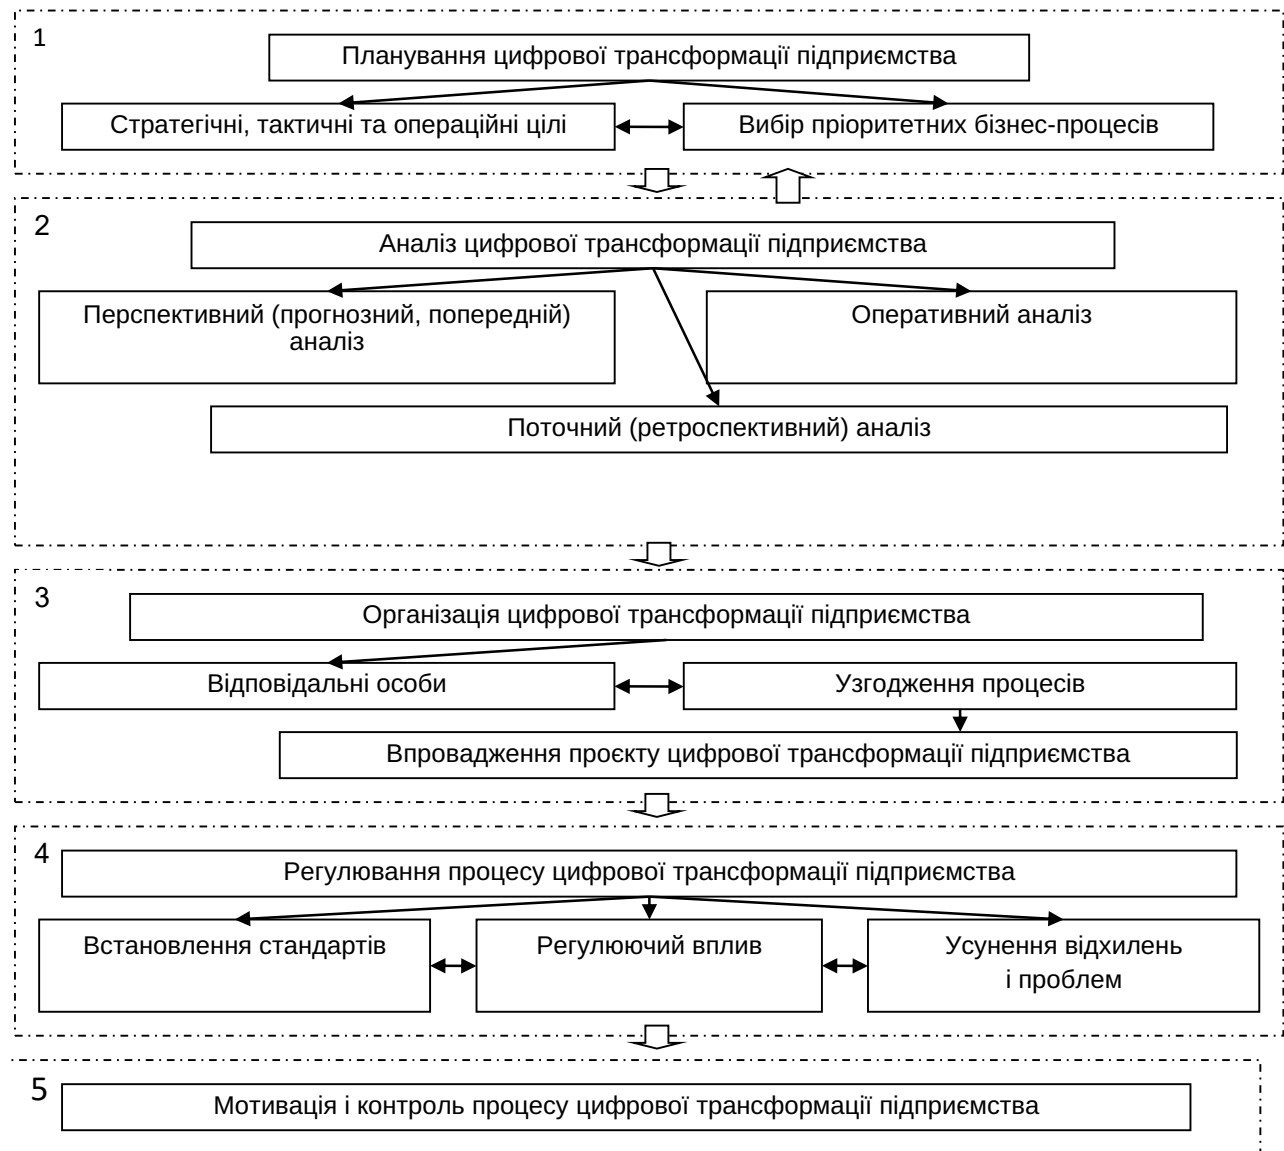 1
Планування цифрової трансформації підприємства
Стратегічні, тактичні та операційні цілі
Вибір пріоритетних бізнес-процесів
2
Аналіз цифрової трансформації підприємства
Перспективний (прогнозний, попередній)
аналіз
Оперативний аналіз
Поточний (ретроспективний) аналіз
3
Організація цифрової трансформації підприємства
Відповідальні особи
Узгодження процесів
Впровадження проєкту цифрової трансформації підприємства
4
Регулювання процесу цифрової трансформації підприємства
Встановлення стандартів
Регулюючий вплив
Усунення відхилень
і проблем
5
Мотивація і контроль процесу цифрової трансформації підприємства